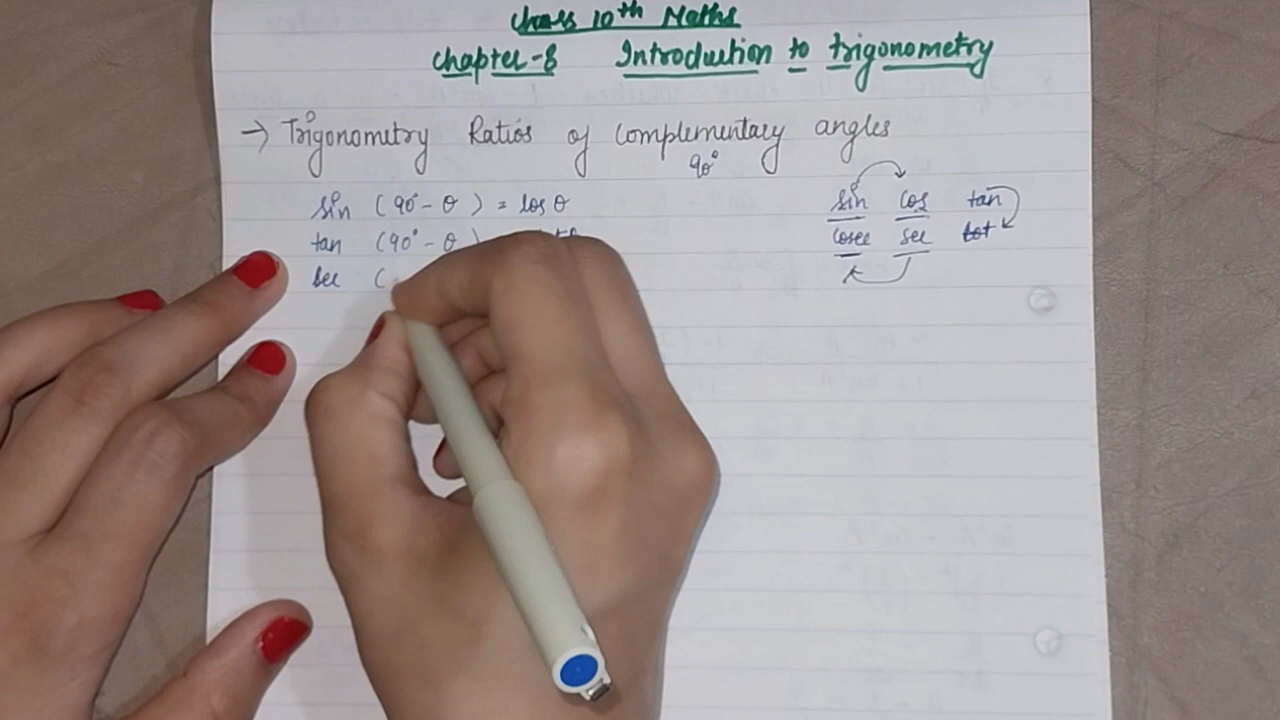 Class 10th Maths
Chapter-8 Introduction to trigonometry
→ Trigonometry Ratios of Complementary angles
90°
sin (90° - θ) = cos θ
tan (90° - θ)
sec (
sin cos tan
cosec sec cot